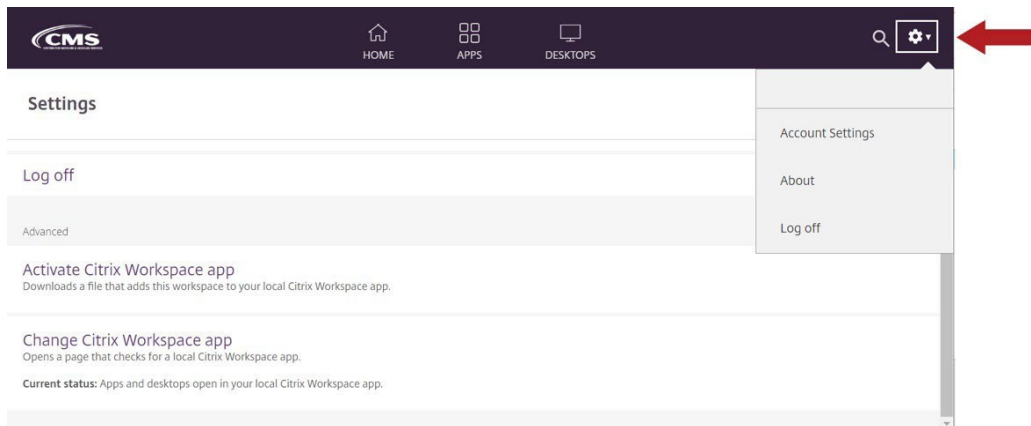 CMS
HOME
APPS
DESKTOPS
Settings
Account Settings
About
Log off
Log off
Advanced
Activate Citrix Workspace app
Downloads a file that adds this workspace to your local Citrix Workspace app.
Change Citrix Workspace app
Opens a page that checks for a local Citrix Workspace app.
Current status: Apps and desktops open in your local Citrix Workspace app.